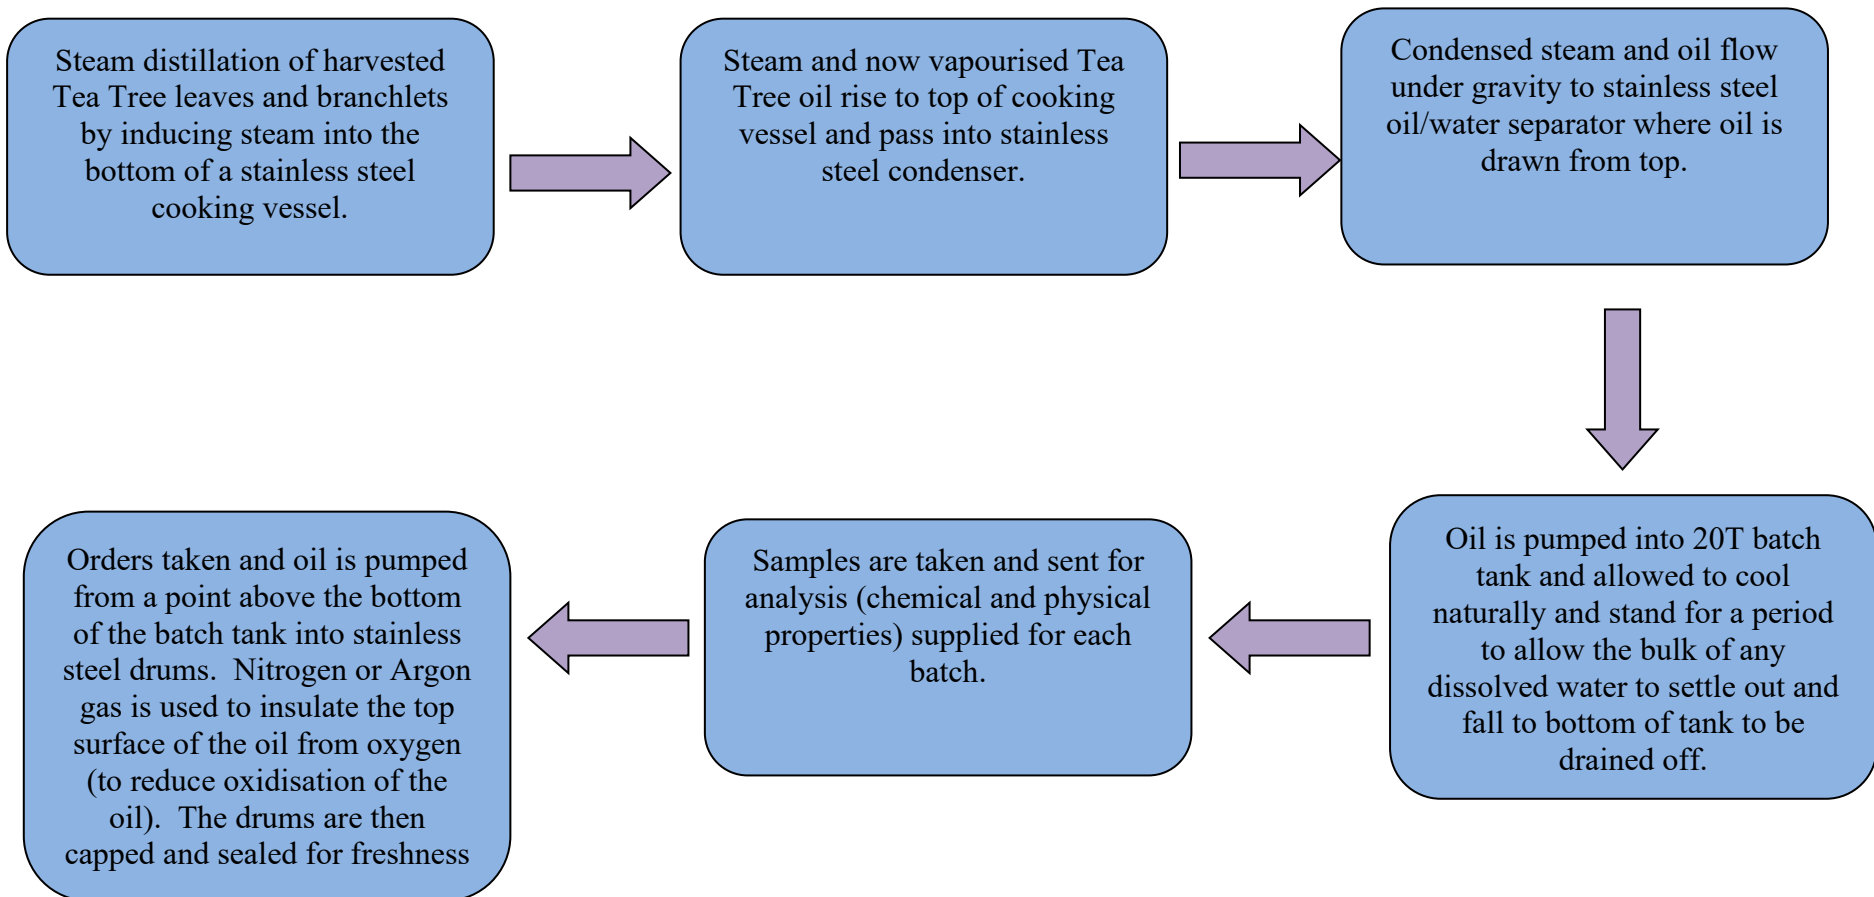 Steam distillation of harvested
Tea Tree leaves and branchlets
by inducing steam into the
bottom of a stainless steel
cooking vessel.
Steam and now vapourised Tea
Tree oil rise to top of cooking
vessel and pass into stainless
steel condenser.
Condensed steam and oil flow
under gravity to stainless steel
oil/water separator where oil is
drawn from top.
Oil is pumped into 20T batch
tank and allowed to cool
naturally and stand for a period
to allow the bulk of any
dissolved water to settle out and
fall to bottom of tank to be
drained off.
Samples are taken and sent for
analysis (chemical and physical
properties) supplied for each
batch.
Orders taken and oil is pumped
from a point above the bottom
of the batch tank into stainless
steel drums.  Nitrogen or Argon
gas is used to insulate the top
surface of the oil from oxygen
(to reduce oxidisation of the
oil).  The drums are then
capped and sealed for freshness